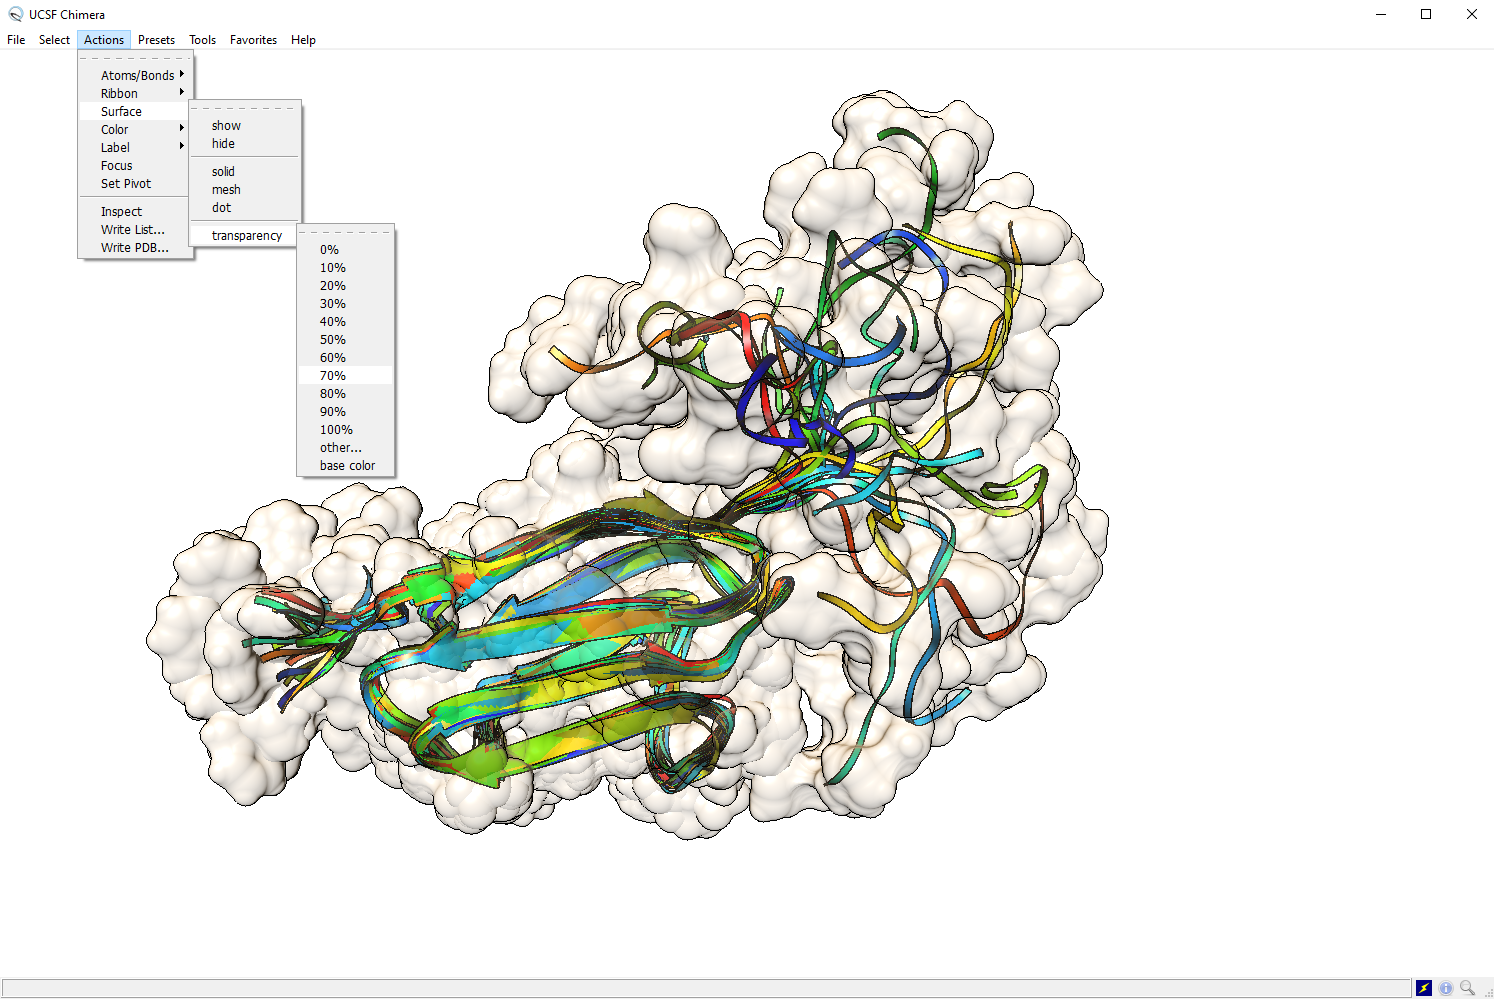 UCSF Chimera
File Select Actions Presets Tools Favorites Help
Atoms/Bonds
Ribbon
Surface
Color
Label
Focus
Set Pivot
Inspect
Write List...
Write PDB...
show
hide
solid
mesh
dot
transparency
0%
10%
20%
30%
40%
50%
60%
70%
80%
90%
100%
other...
base color